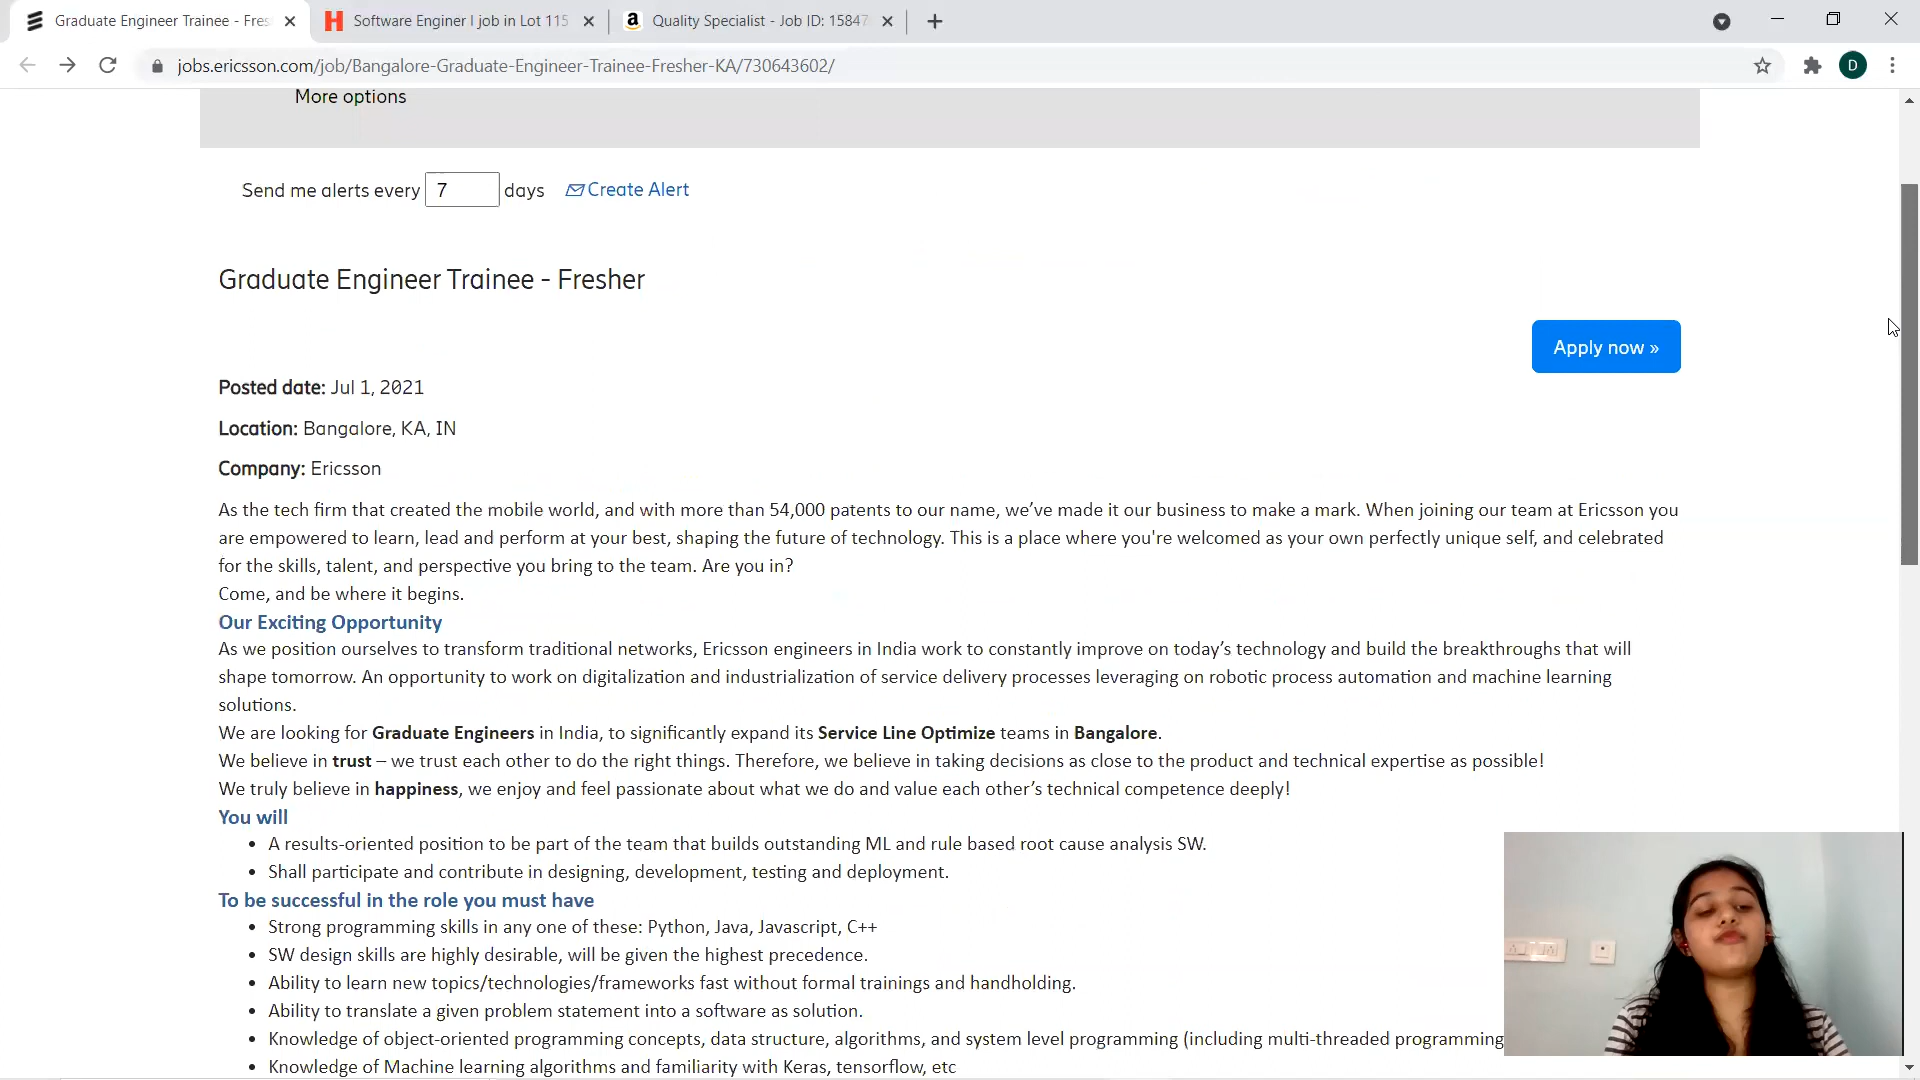 Graduate Engineer Trainee - Fres
Software Enginer I job in Lot 115
a Quality Specialist - Job ID: 15847
jobs.ericsson.com/job/Bangalore-Graduate-Engineer-Trainee-Fresher-KA/730643602/
D
More options
Send me alerts every 7 days Create Alert
Graduate Engineer Trainee - Fresher
Apply now »
Posted date: Jul 1, 2021
Location: Bangalore, KA, IN
Company: Ericsson
As the tech firm that created the mobile world, and with more than 54,000 patents to our name, we’ve made it our business to make a mark. When joining our team at Ericsson you
are empowered to learn, lead and perform at your best, shaping the future of technology. This is a place where you're welcomed as your own perfectly unique self, and celebrated
for the skills, talent, and perspective you bring to the team. Are you in?
Come, and be where it begins.
Our Exciting Opportunity
As we position ourselves to transform traditional networks, Ericsson engineers in India work to constantly improve on today’s technology and build the breakthroughs that will
shape tomorrow. An opportunity to work on digitalization and industrialization of service delivery processes leveraging on robotic process automation and machine learning
solutions.
We are looking for Graduate Engineers in India, to significantly expand its Service Line Optimize teams in Bangalore.
We believe in trust – we trust each other to do the right things. Therefore, we believe in taking decisions as close to the product and technical expertise as possible!
We truly believe in happiness, we enjoy and feel passionate about what we do and value each other’s technical competence deeply!
You will
• A results-oriented position to be part of the team that builds outstanding ML and rule based root cause analysis SW.
• Shall participate and contribute in designing, development, testing and deployment.
To be successful in the role you must have
• Strong programming skills in any one of these: Python, Java, Javascript, C++
• SW design skills are highly desirable, will be given the highest precedence.
• Ability to learn new topics/technologies/frameworks fast without formal trainings and handholding.
• Ability to translate a given problem statement into a software as solution.
• Knowledge of object-oriented programming concepts, data structure, algorithms, and system level programming (including multi-threaded programming
• Knowledge of Machine learning algorithms and familiarity with Keras, tensorflow, etc